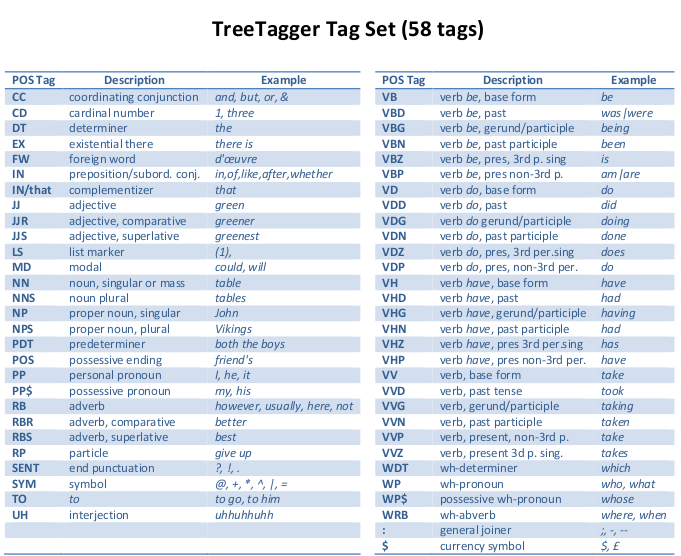 TreeTagger Tag Set (58 tags)
POS Tag Description Example
CC coordinating conjunction and, but, or, &
CD cardinal number 1, three
DT determiner the
EX existential there there is
FW foreign word d'œuvre
IN preposition/subord. conj. in,of,like,after,whether
IN/that complementizer that
JJ adjective green
JJR adjective, comparative greener
JJS adjective, superlative greenest
LS list marker (1),
MD modal could, will
NN noun, singular or mass table
NNS noun plural tables
NP proper noun, singular John
NPS proper noun, plural Vikings
PDT predeterminer both the boys
POS possessive ending friend's
PP personal pronoun I, he, it
PP$ possessive pronoun my, his
RB adverb however, usually, here, not
RBR adverb, comparative better
RBS adverb, superlative best
RP particle give up
SENT end punctuation ?, !, .
SYM symbol @, +, *, ^, |, =
TO to to go, to him
UH interjection uhhuhhuhh
POS Tag Description Example
VB verb be, base form be
VBD verb be, past was|were
VBG verb be, gerund/participle being
VBN verb be, past participle been
VBZ verb be, pres, 3rd p. sing is
VBP verb be, pres non-3rd p. am|are
VD verb do, base form do
VDD verb do, past did
VDG verb do gerund/participle doing
VDN verb do, past participle done
VDZ verb do, pres, 3rd per.sing does
VDP verb do, pres, non-3rd per. do
VH verb have, base form have
VHD verb have, past had
VHG verb have, gerund/participle having
VHN verb have, past participle had
VHZ verb have, pres 3rd per.sing has
VHP verb have, pres non-3rd per. have
VV verb, base form take
VVD verb, past tense took
VVG verb, gerund/participle taking
VVN verb, past participle taken
VVP verb, present, non-3rd p. take
VVZ verb, present 3d p. sing. takes
WDT wh-determiner which
WP wh-pronoun who, what
WP$ possessive wh-pronoun whose
WRB wh-abverb where, when
: general joiner ;, -, --
$ currency symbol $, £